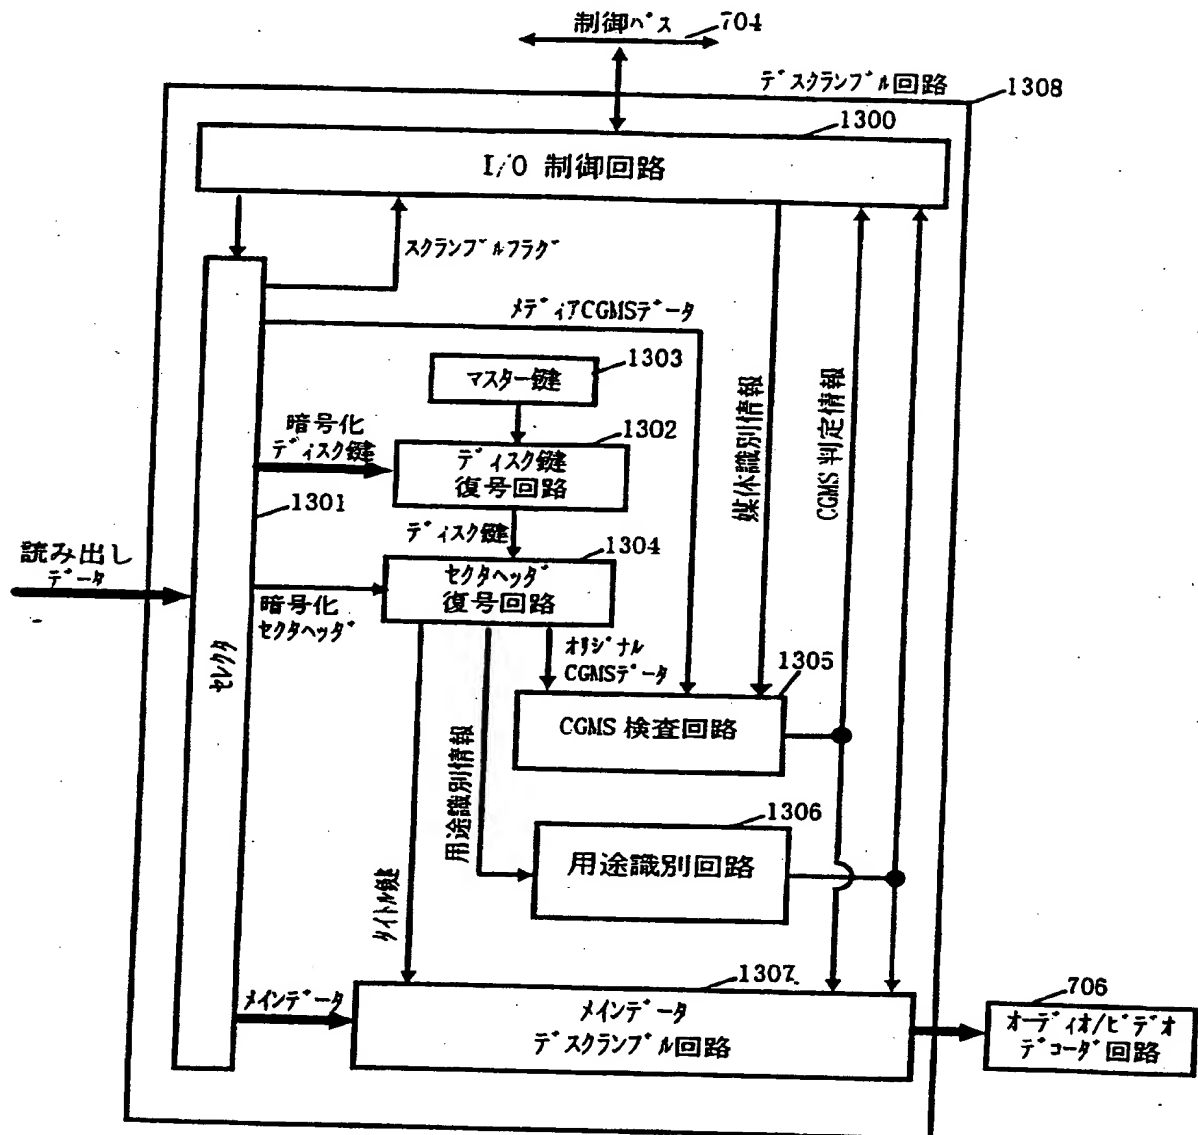 制御バス
704
デスクランブル回路
1308
1300
I/O 制御回路
スクランブルフラグ
メディアCGMSデータ
1303
マスター鍵
暗号化
ディスク鍵
1302
ディスク鍵
復号回路
媒体識別情報
CGMS 判定情報
1301
ディスク鍵
読み出し
データ
1304
セクタヘッダ
復号回路
暗号化
セクタヘッダ
セレクタ
オリジナル
CGMSデータ
1305
CGMS 検査回路
用途識別情報
1306
用途識別回路
タイトル鍵
メインデータ
1307
メインデータ
デスクランブル回路
706
オーディオ/ビデオ
デコーダ回路